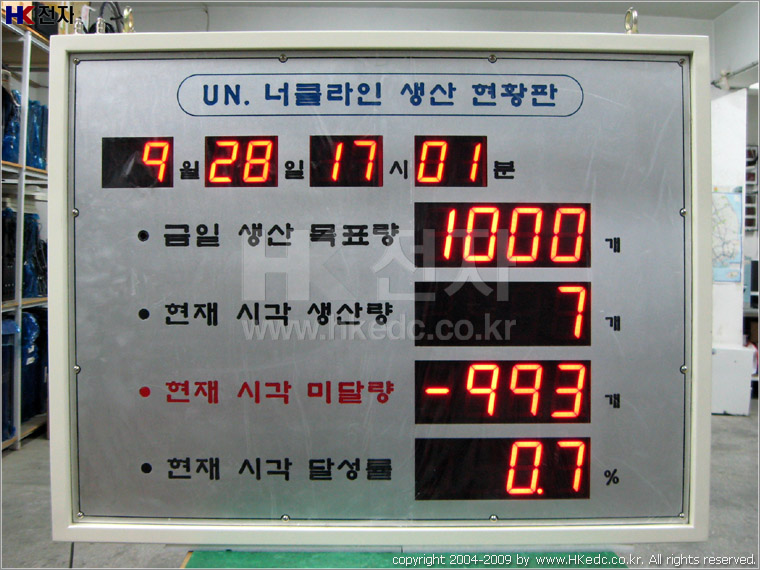 HK전자
UN. 너클라인 생산 현황판
9 월 28 일 17 시 01 분
• 금일 생산 목표량 1000 개
• 현재 시각 생산량 7 개
• 현재 시각 미달량 -993 개
• 현재 시각 달성률 0.7 %
HK전자
www.hkedc.co.kr
copyright 2004-2009 by www.HKedc.co.kr. All rights reserved.